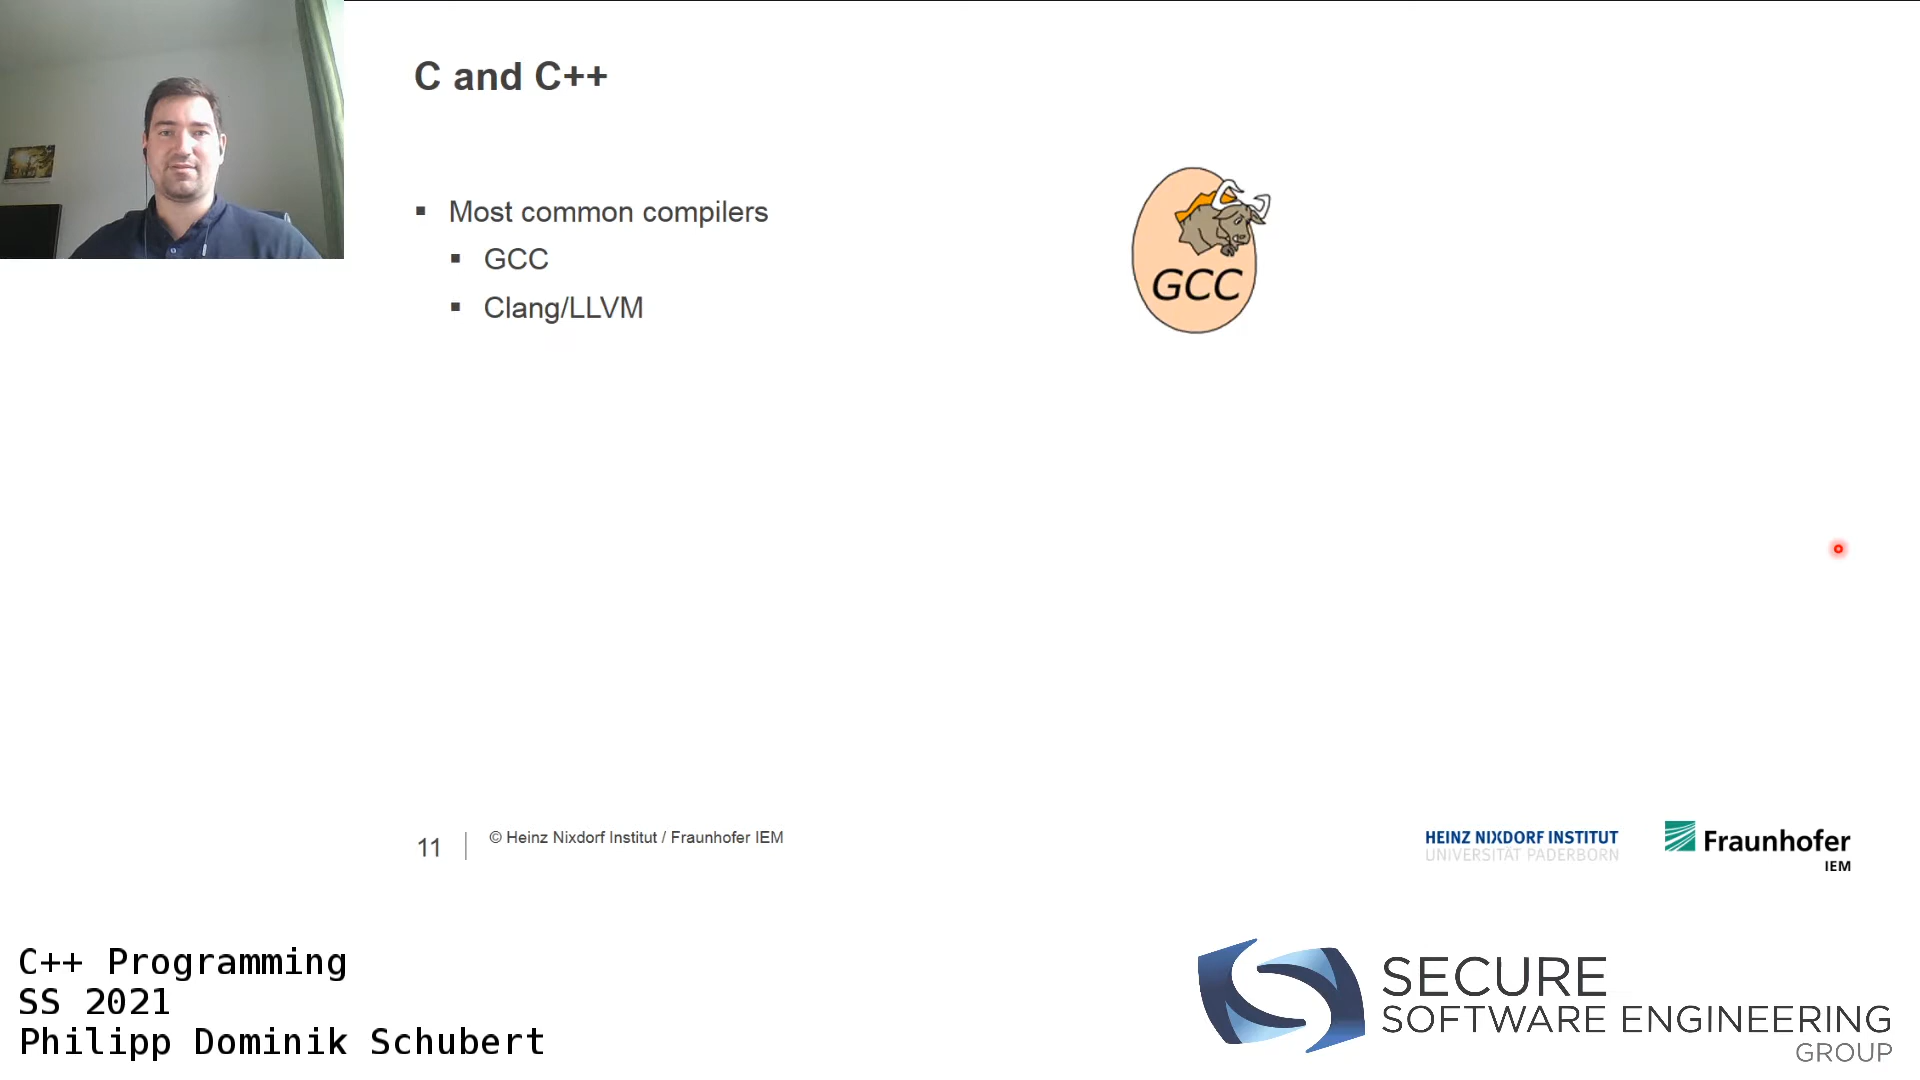 C and C++
▪ Most common compilers
▪ GCC
▪ Clang/LLVM
GCC
11
© Heinz Nixdorf Institut / Fraunhofer IEM
HEINZ NIXDORF INSTITUT
UNIVERSITÄT PADERBORN
Fraunhofer
IEM
C++ Programming
SS 2021
Philipp Dominik Schubert
SECURE
SOFTWARE ENGINEERING
GROUP